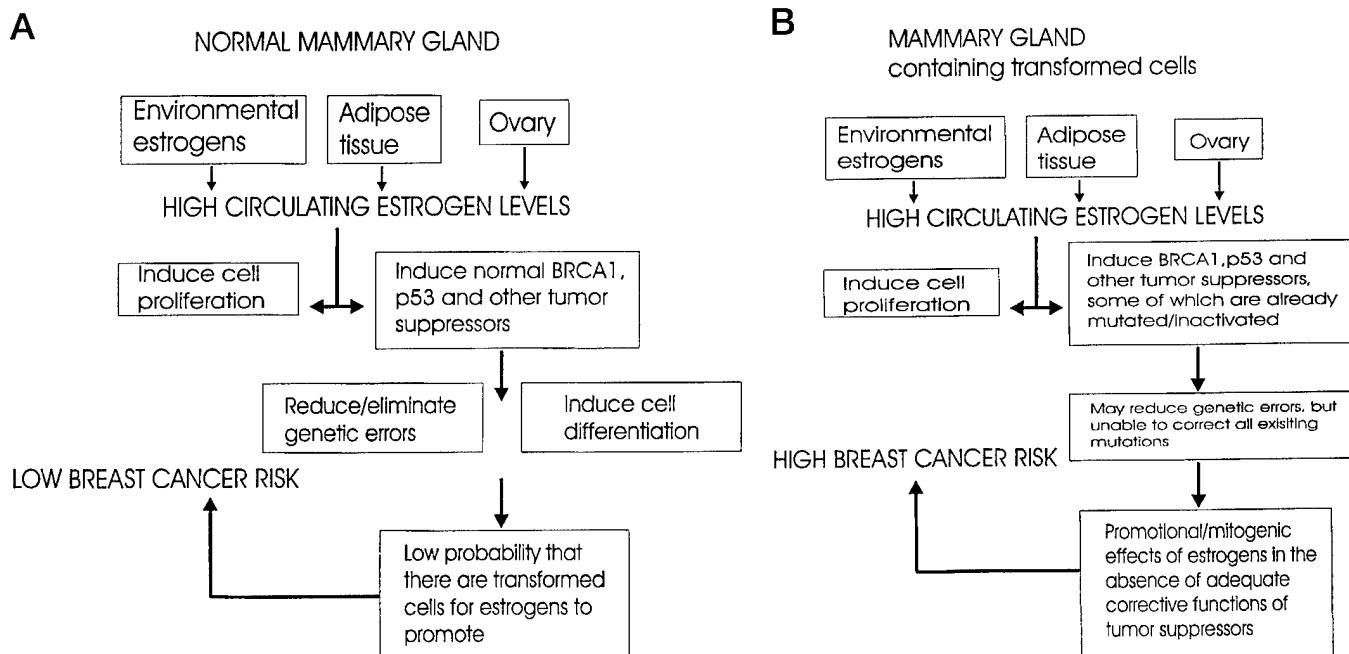 A
NORMAL MAMMARY GLAND
Environmental
estrogens
Adipose
tissue
Ovary
HIGH CIRCULATING ESTROGEN LEVELS
Induce cell
proliferation
Induce normal BRCA1,
p53 and other tumor
suppressors
Reduce/eliminate
genetic errors
Induce cell
differentiation
LOW BREAST CANCER RISK
Low probability that
there are transformed
cells for estrogens to
promote
B
MAMMARY GLAND
containing transformed cells
Environmental
estrogens
Adipose
tissue
Ovary
HIGH CIRCULATING ESTROGEN LEVELS
Induce cell
proliferation
Induce BRCA1,p53 and
other tumor suppressors,
some of which are already
mutated/inactivated
May reduce genetic errors, but
unable to correct all exisiting
mutations
HIGH BREAST CANCER RISK
Promotional/mitogenic
effects of estrogens in the
absence of adequate
corrective functions of
tumor suppressors